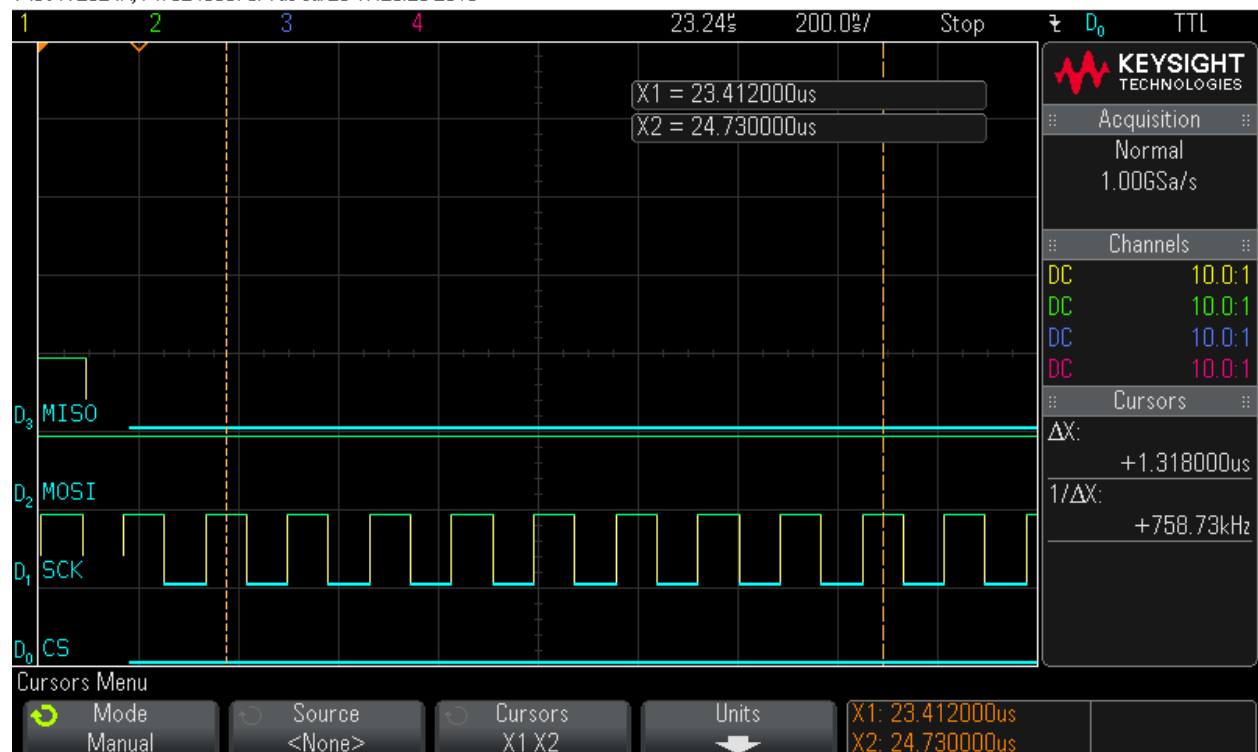 1 2 3 4 23.24us 200.0ns/ Stop D0 TTL
KEYSIGHT
TECHNOLOGIES
X1 = 23.412000us
X2 = 24.730000us
Acquisition
Normal
1.00GSa/s
Channels
DC 10.0:1
DC 10.0:1
DC 10.0:1
DC 10.0:1
Cursors
ΔX:
+1.318000us
1/ΔX:
+758.73kHz
D3 MISO
D2 MOSI
D1 SCK
D0 CS
Cursors Menu
Mode
Manual
Source
<None>
Cursors
X1 X2
Units
X1: 23.412000us
X2: 24.730000us